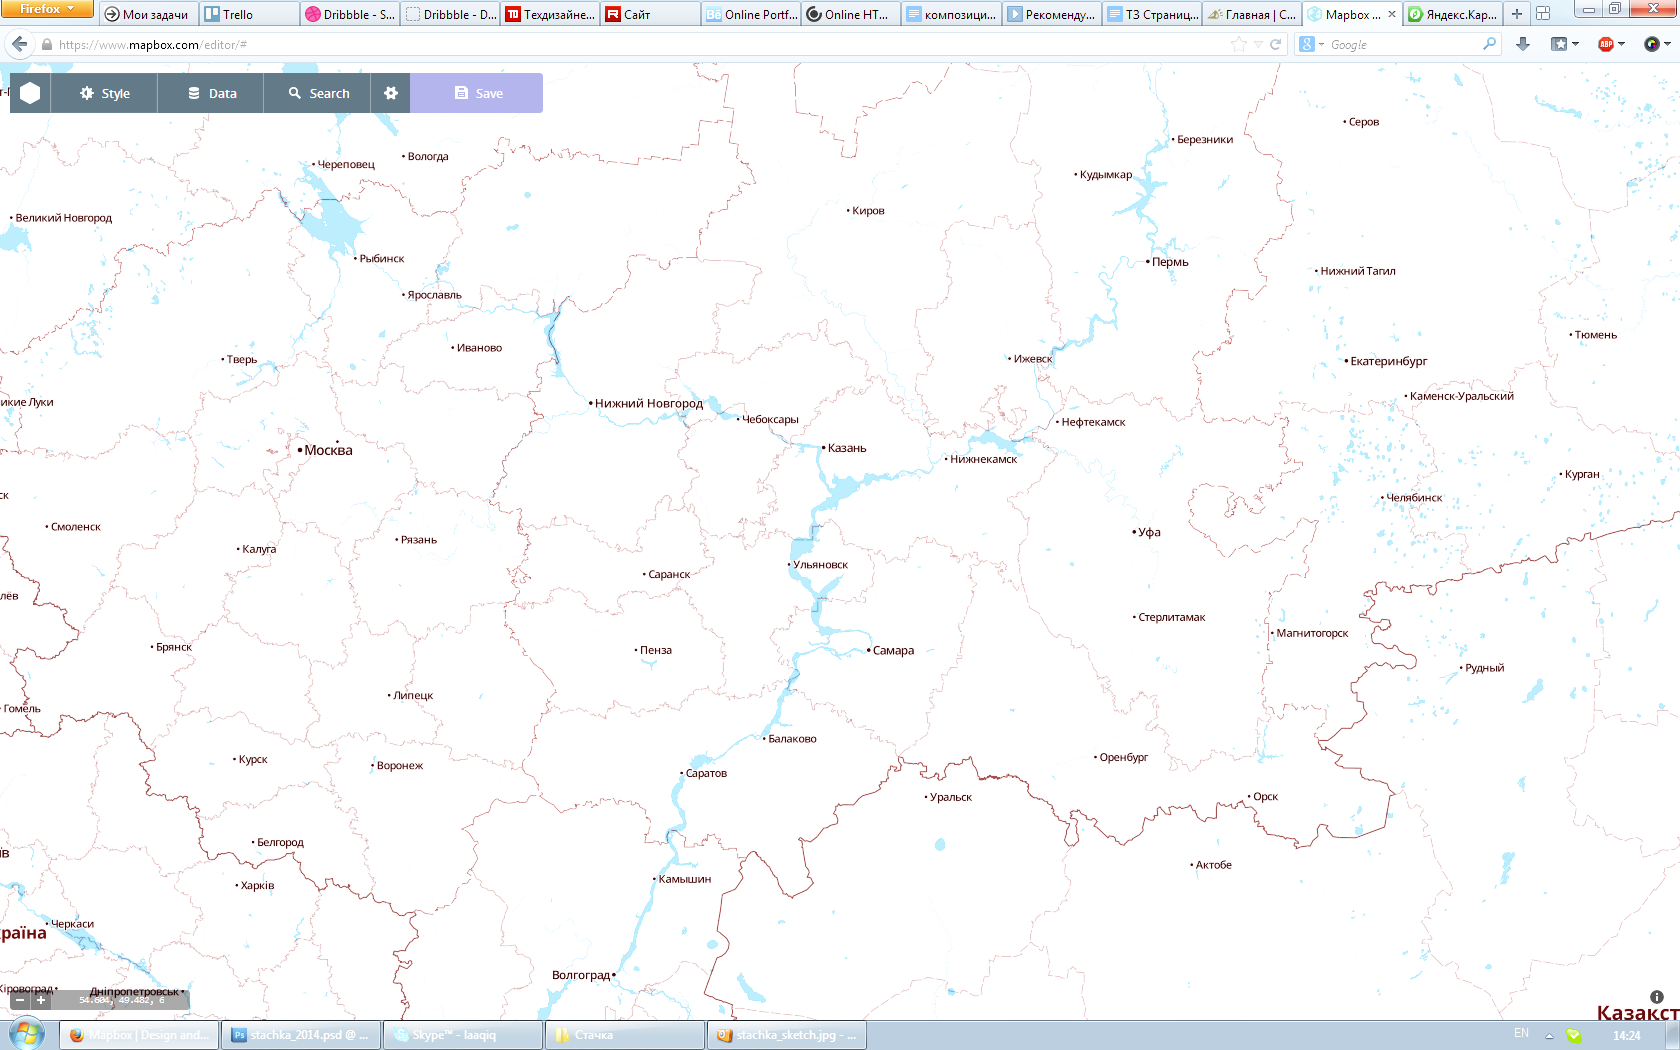 Firefox
Мои задачи
Trello
Dribbble - S...
Dribbble - D...
Техдизайне...
Сайт
Online Portf...
Online HT...
композици...
Рекоменду...
ТЗ Страниц...
Главная | С...
Mapbox ...
Яндекс.Кар...
https://www.mapbox.com/editor/#
Google
ABP
Style
Data
Search
Save
Серов
Березники
Вологда
Череповец
Кудымкар
Киров
Великий Новгород
Рыбинск
Пермь
Нижний Тагил
Ярославль
Тюмень
Иваново
Тверь
Ижевск
Екатеринбург
Каменск-Уральский
икие Луки
Нижний Новгород
Чебоксары
Нефтекамск
Москва
Казань
Нижнекамск
Курган
ск
Челябинск
Смоленск
Уфа
Рязань
Калуга
Ульяновск
Саранск
лёв
Стерлитамак
Магнитогорск
Брянск
Пенза
Самара
Рудный
Липецк
Гомель
Балаково
Курск
Воронеж
Оренбург
Саратов
Уральск
Орск
Белгород
їв
Актобе
Харків
Камышин
Черкаси
країна
Волгоград
Кіровоград
Дніпропетровськ
54.604, 49.482, 6
Казакст
Mapbox | Design and...
stachka_2014.psd @ ...
Skype™ - laaqiq
Стачка
stachka_sketch.jpg - ...
EN
14:24